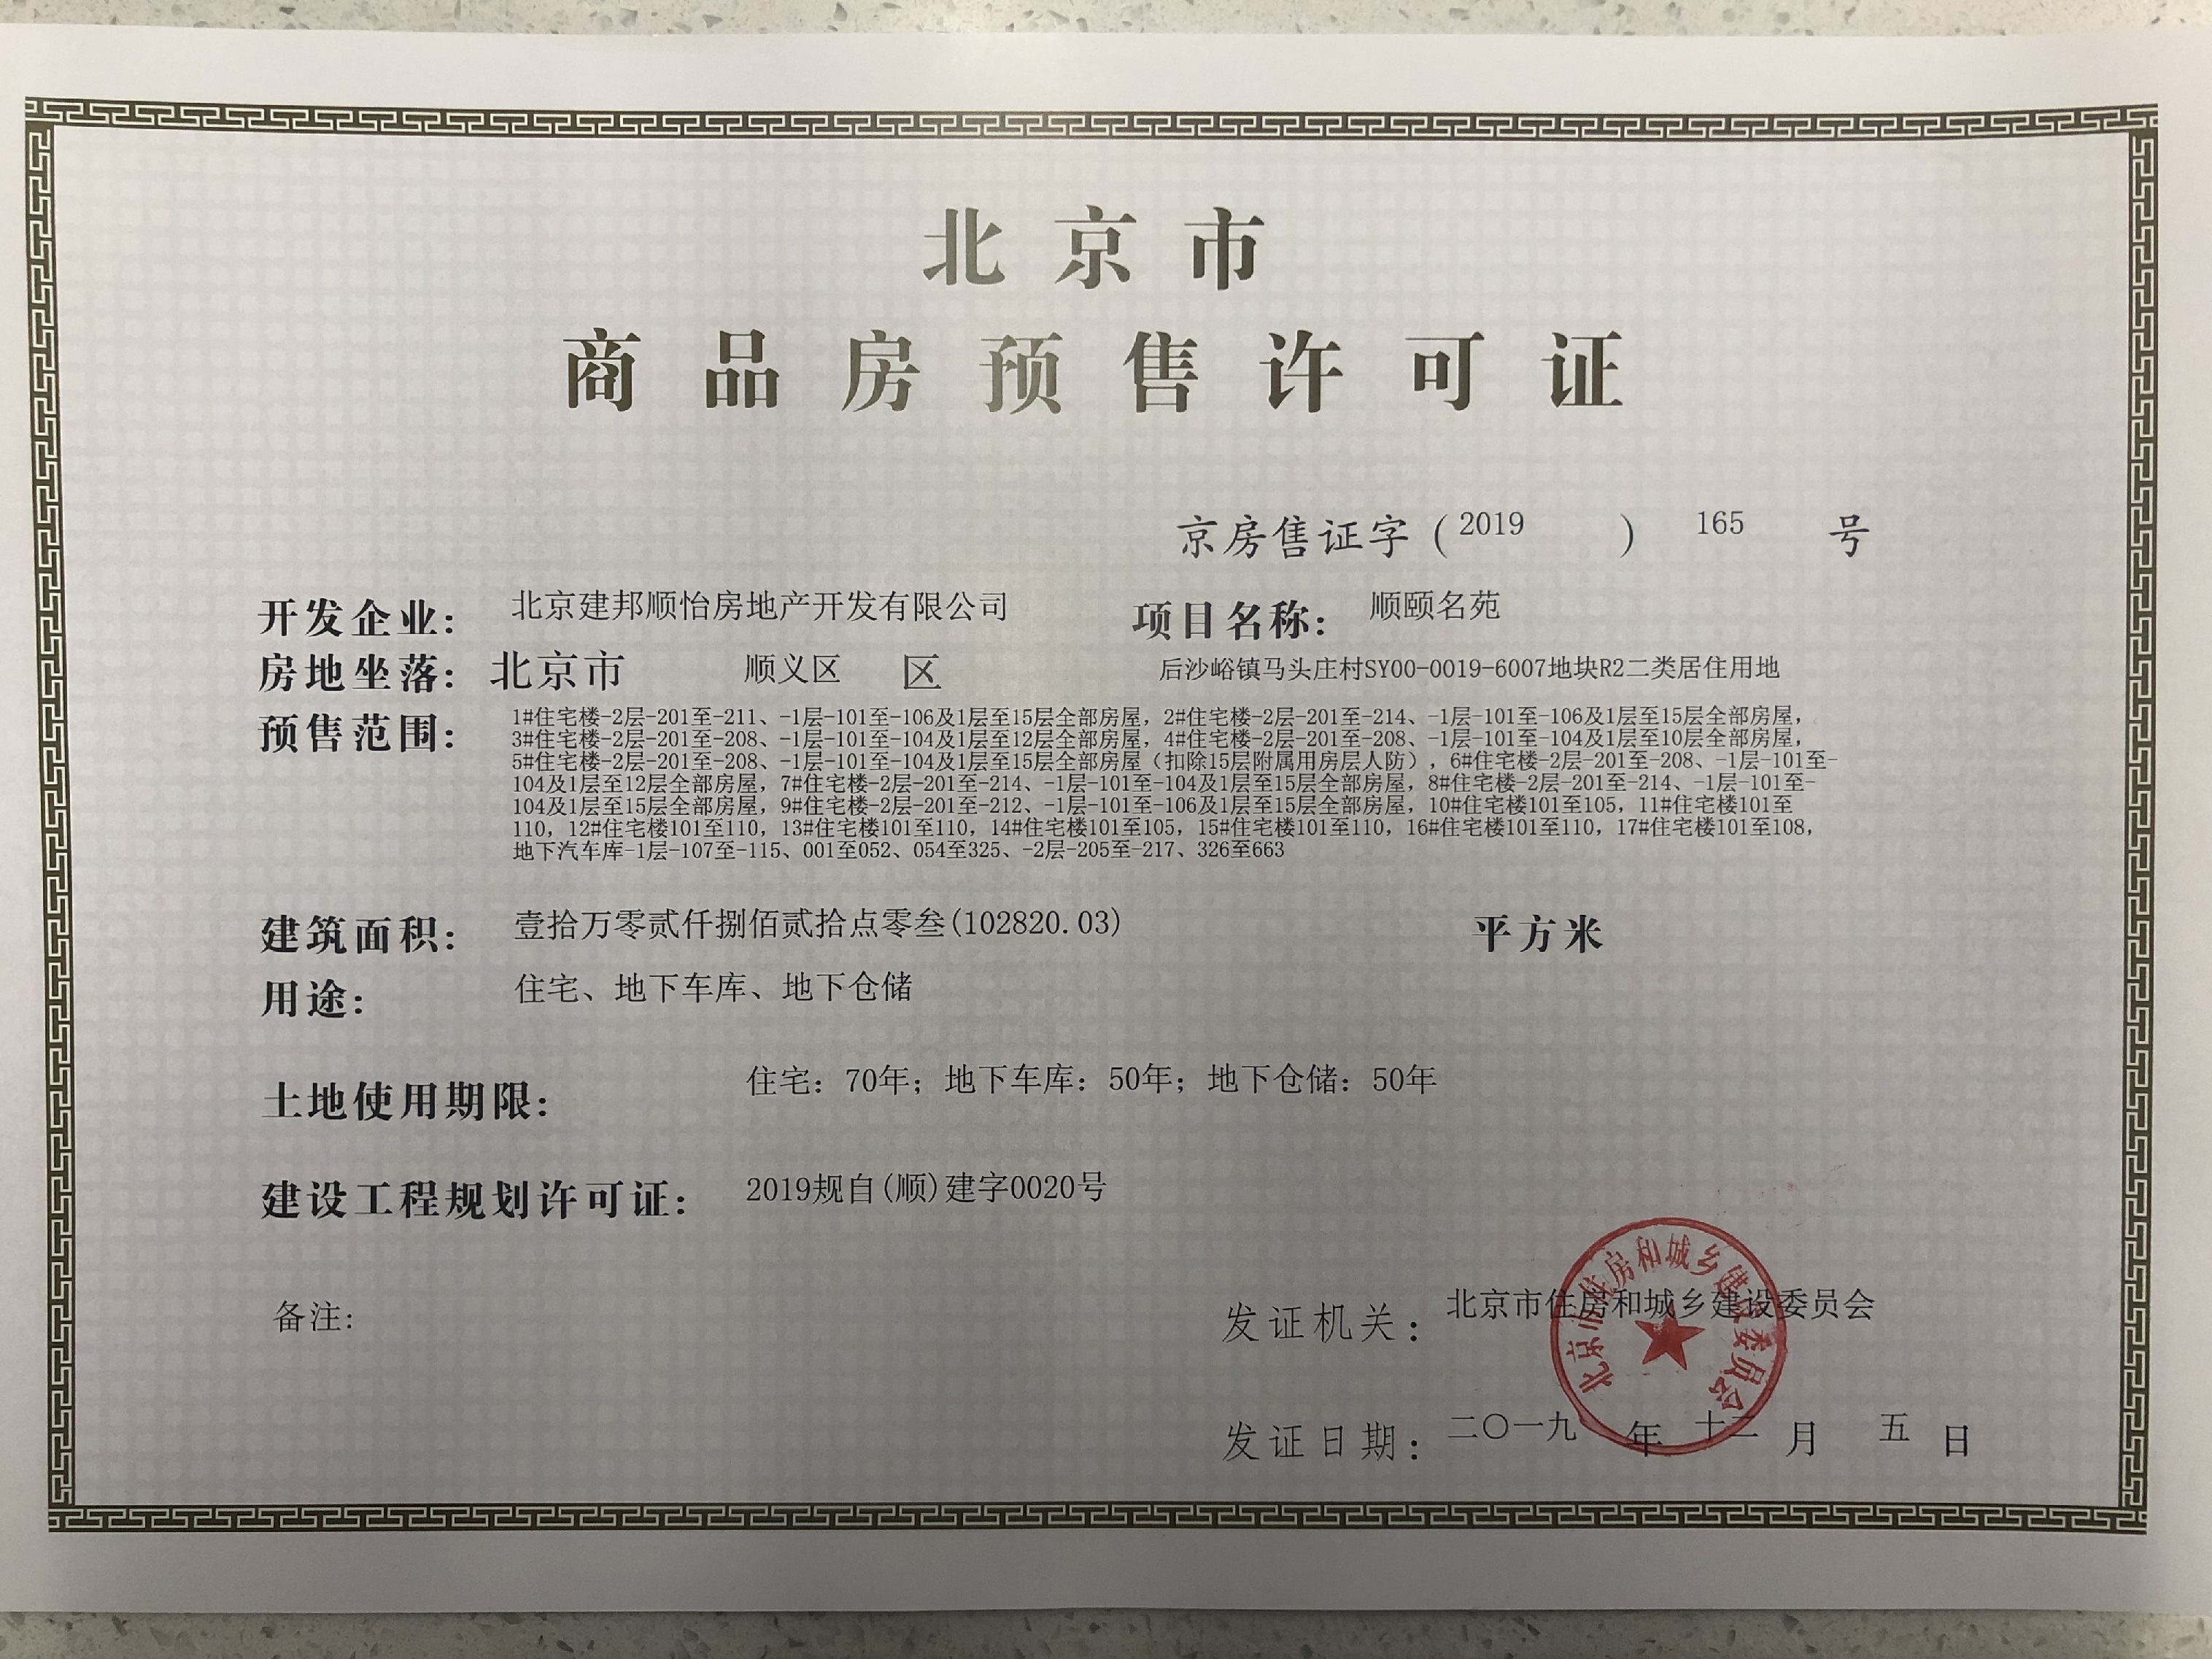 北京市
商品房预售许可证
京房售证字（2019）165号
开发企业：北京建邦顺怡房地产开发有限公司 项目名称：顺颐名苑
房地坐落：北京市 顺义区 区 后沙峪镇马头庄村SY00-0019-6007地块R2二类居住用地
预售范围：1#住宅楼-2层-201至-211、-1层-101至-106及1层至15层全部房屋，2#住宅楼-2层-201至-214、-1层-101至-106及1层至15层全部房屋，
3#住宅楼-2层-201至-208、-1层-101至-104及1层至12层全部房屋，4#住宅楼-2层-201至-208、-1层-101至-104及1层至10层全部房屋，
5#住宅楼-2层-201至-208、-1层-101至-104及1层至15层全部房屋（扣除15层附属用房层人防），6#住宅楼-2层-201至-208、-1层-101至-
104及1层至12层全部房屋，7#住宅楼-2层-201至-214、-1层-101至-104及1层至15层全部房屋，8#住宅楼-2层-201至-214、-1层-101至-
104及1层至15层全部房屋，9#住宅楼-2层-201至-212、-1层-101至-106及1层至15层全部房屋，10#住宅楼101至105，11#住宅楼101至
110，12#住宅楼101至110，13#住宅楼101至110，14#住宅楼101至105，15#住宅楼101至110，16#住宅楼101至110，17#住宅楼101至108，
地下汽车库-1层-107至-115、001至052、054至325、-2层-205至-217、326至663
建筑面积：壹拾万零贰仟捌佰贰拾点零叁(102820.03) 平方米
用途：住宅、地下车库、地下仓储
土地使用期限：住宅：70年；地下车库：50年；地下仓储：50年
建设工程规划许可证：2019规自(顺)建字0020号
备注：
发证机关：北京市住房和城乡建设委员会
北京市住房和城乡建设委员会
发证日期：二〇一九年十二月五日